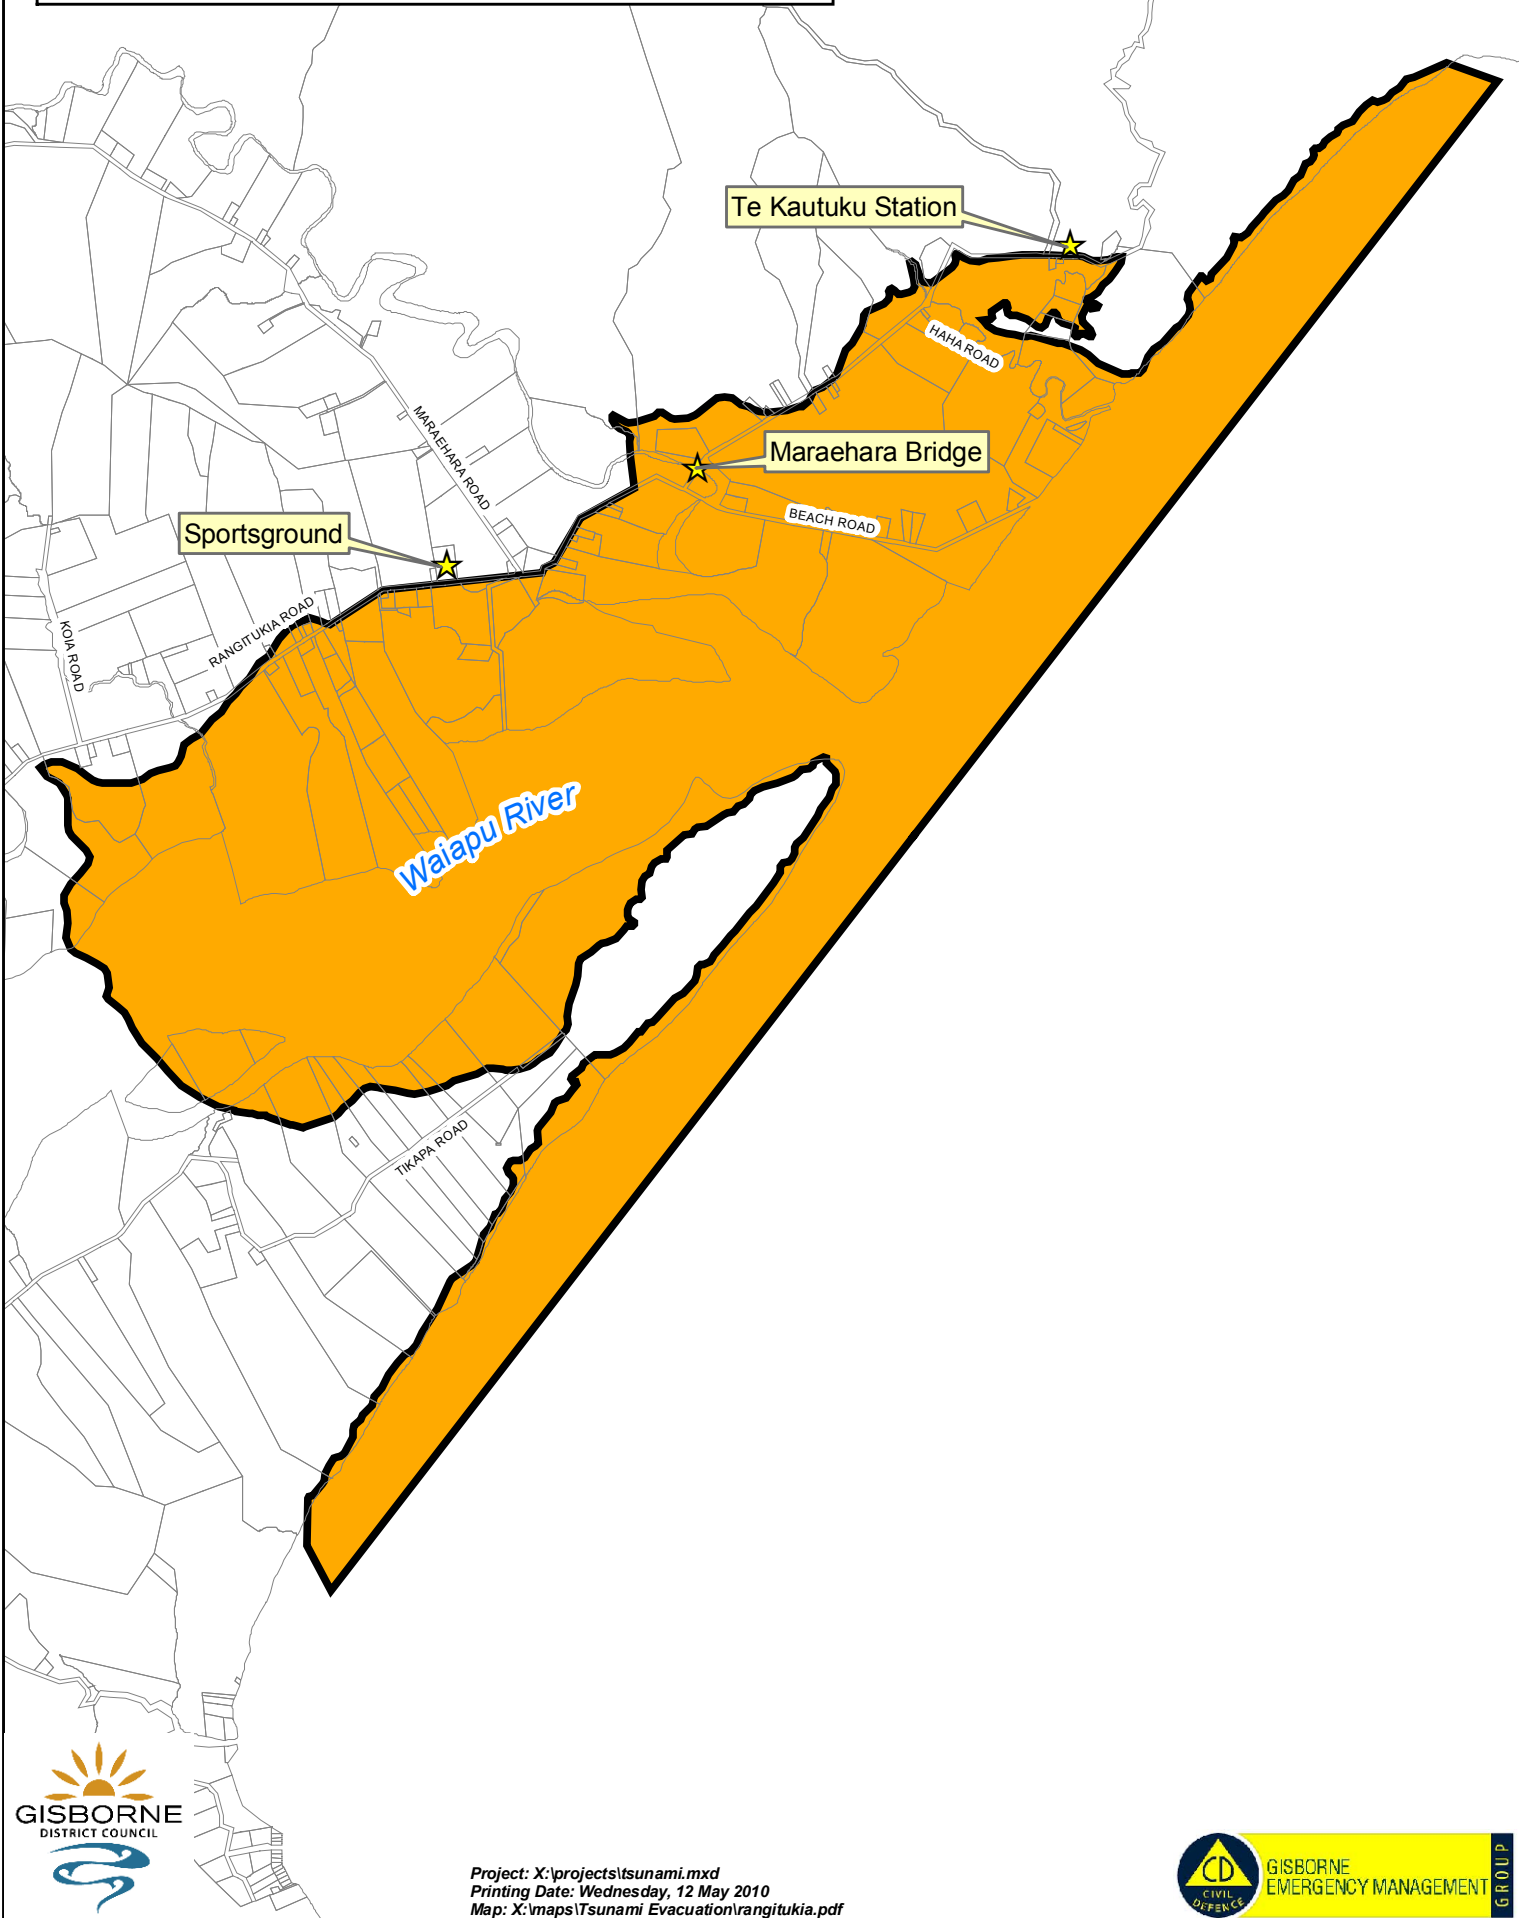 Te Kautuku Station
HAHA ROAD
MARAEHARA ROAD
Maraehara Bridge
BEACH ROAD
Sportsground
RANGITUKIA ROAD
KOIA ROAD
Waiapu River
TIKAPA ROAD
GISBORNE
DISTRICT COUNCIL
Project: X:\projects\tsunami.mxd
Printing Date: Wednesday, 12 May 2010
Map: X:\maps\Tsunami Evacuation\rangitukia.pdf
CD
CIVIL
DEFENCE
GISBORNE
EMERGENCY MANAGEMENT
GROUP